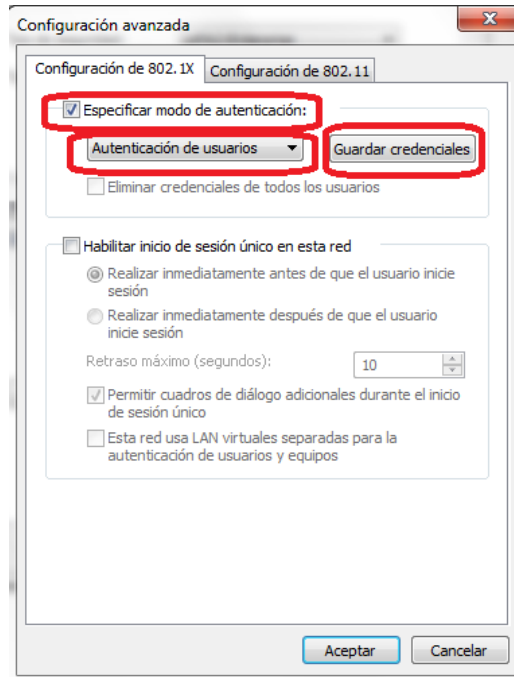 Configuración avanzada
Configuración de 802.1X
Configuración de 802.11
Especificar modo de autenticación:
Autenticación de usuarios
Guardar credenciales
Eliminar credenciales de todos los usuarios
Habilitar inicio de sesión único en esta red
Realizar inmediatamente antes de que el usuario inicie
sesión
Realizar inmediatamente después de que el usuario
inicie sesión
Retraso máximo (segundos):
10
Permitir cuadros de diálogo adicionales durante el inicio
de sesión único
Esta red usa LAN virtuales separadas para la
autenticación de usuarios y equipos
Aceptar
Cancelar